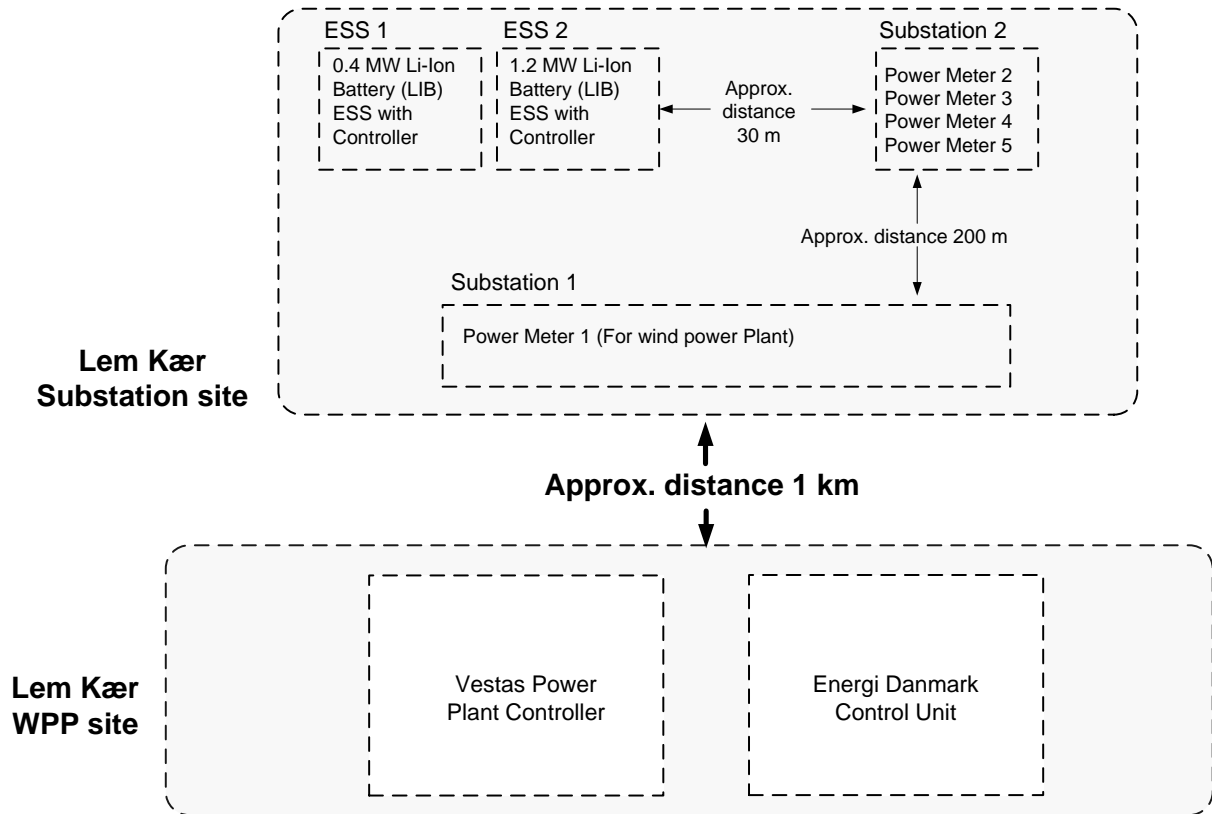 ESS 1
0.4 MW Li-Ion
Battery (LIB)
ESS with
Controller
ESS 2
1.2 MW Li-Ion
Battery (LIB)
ESS with
Controller
Approx.
distance
30 m
Substation 2
Power Meter 2
Power Meter 3
Power Meter 4
Power Meter 5
Approx. distance 200 m
Substation 1
Power Meter 1 (For wind power Plant)
Lem Kær
Substation site
Approx. distance 1 km
Lem Kær
WPP site
Vestas Power
Plant Controller
Energi Danmark
Control Unit